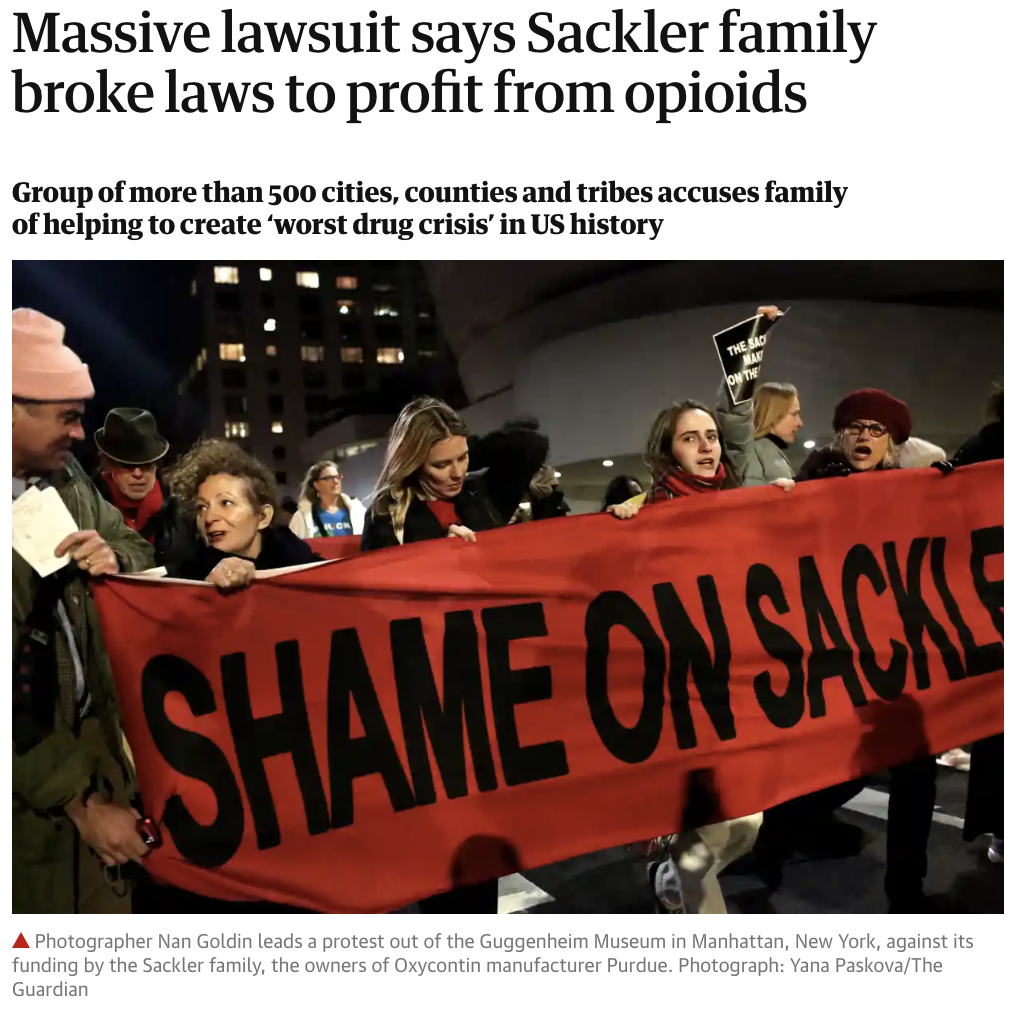 Massive lawsuit says Sackler family
broke laws to profit from opioids
Group of more than 500 cities, counties and tribes accuses family
of helping to create ‘worst drug crisis’ in US history
THE
ON THE
SHAME ON
Photographer Nan Goldin leads a protest out of the Guggenheim Museum in Manhattan, New York, against its
funding by the Sackler family, the owners of Oxycontin manufacturer Purdue. Photograph: Yana Paskova/The
Guardian